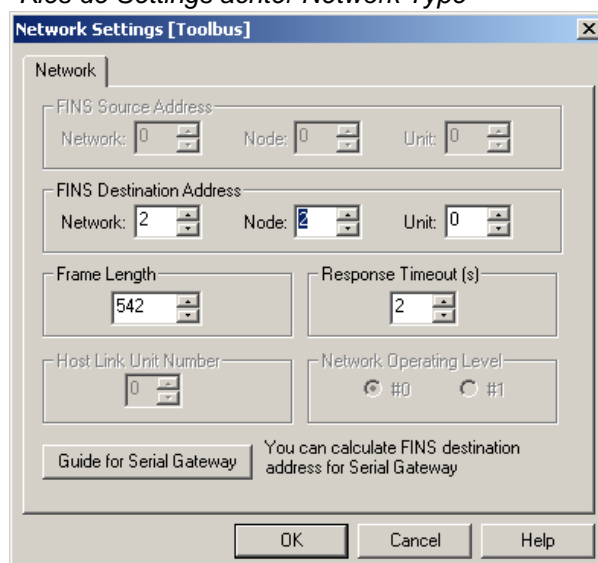 Kies de Settings achter Network Type
Network Settings [Toolbus]
Network
FINS Source Address
Network: 0 Node: 0 Unit: 0
FINS Destination Address
Network: 2 Node: 2 Unit: 0
Frame Length
542
Response Timeout (s)
2
Host Link Unit Number
0
Network Operating Level
#0 #1
Guide for Serial Gateway
You can calculate FINS destination
address for Serial Gateway
OK Cancel Help